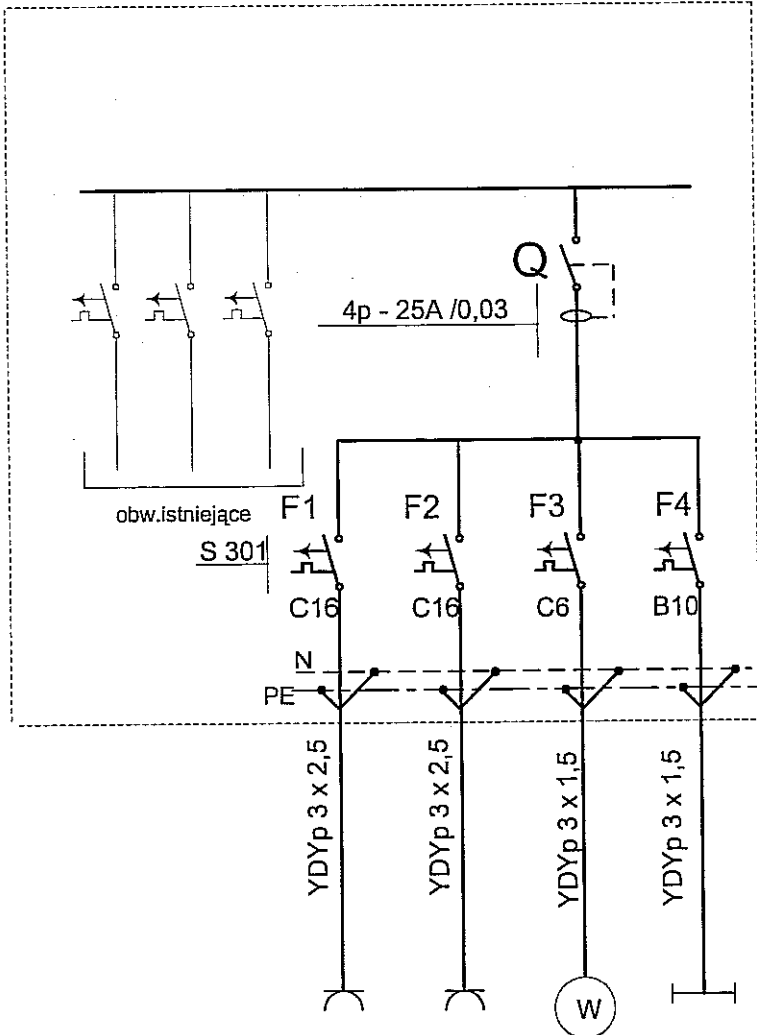 Q
4p - 25A /0,03
obw.istniejące
F1
F2
F3
F4
S 301
C16
C16
C6
B10
N
PE
YDYp 3 x 2,5
YDYp 3 x 2,5
YDYp 3 x 1,5
YDYp 3 x 1,5
W